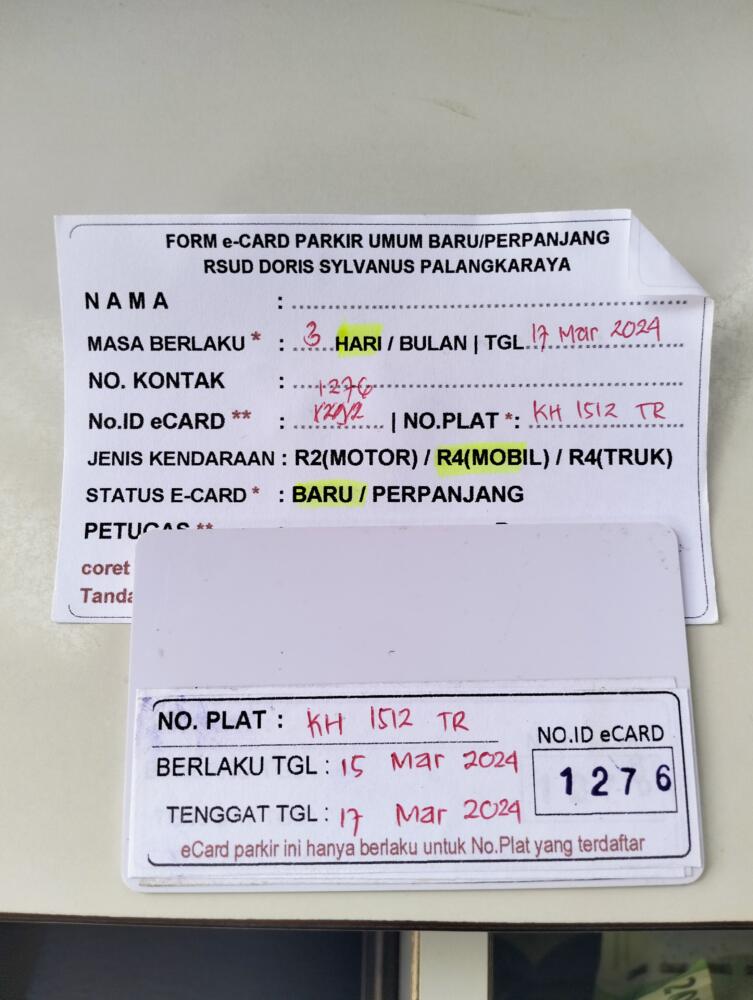 FORM e-CARD PARKIR UMUM BARU/PERPANJANG
RSUD DORIS SYLVANUS PALANGKARAYA
NAMA : ................
MASA BERLAKU * : 3 HARI / BULAN | TGL. 17 Mar 2024
NO. KONTAK : ................
1276
No.ID eCARD ** : ................ | NO.PLAT *: KH 1512 TR
JENIS KENDARAAN : R2(MOTOR) / R4(MOBIL) / R4(TRUK)
STATUS E-CARD * : BARU / PERPANJANG
PETUGAS **
coret
Tanda
NO. PLAT : KH 1512 TR
NO.ID eCARD
BERLAKU TGL : 15 Mar 2024
1276
TENGGAT TGL : 17 Mar 2024
eCard parkir ini hanya berlaku untuk No.Plat yang terdaftar